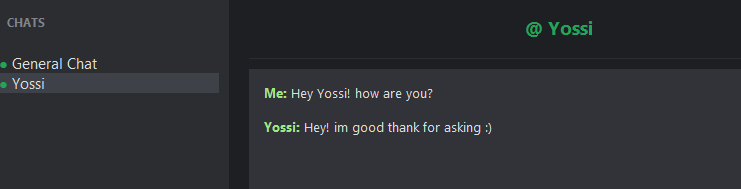 CHATS
General Chat
Yossi
@ Yossi
Me: Hey Yossi! how are you?
Yossi: Hey! im good thank for asking :)